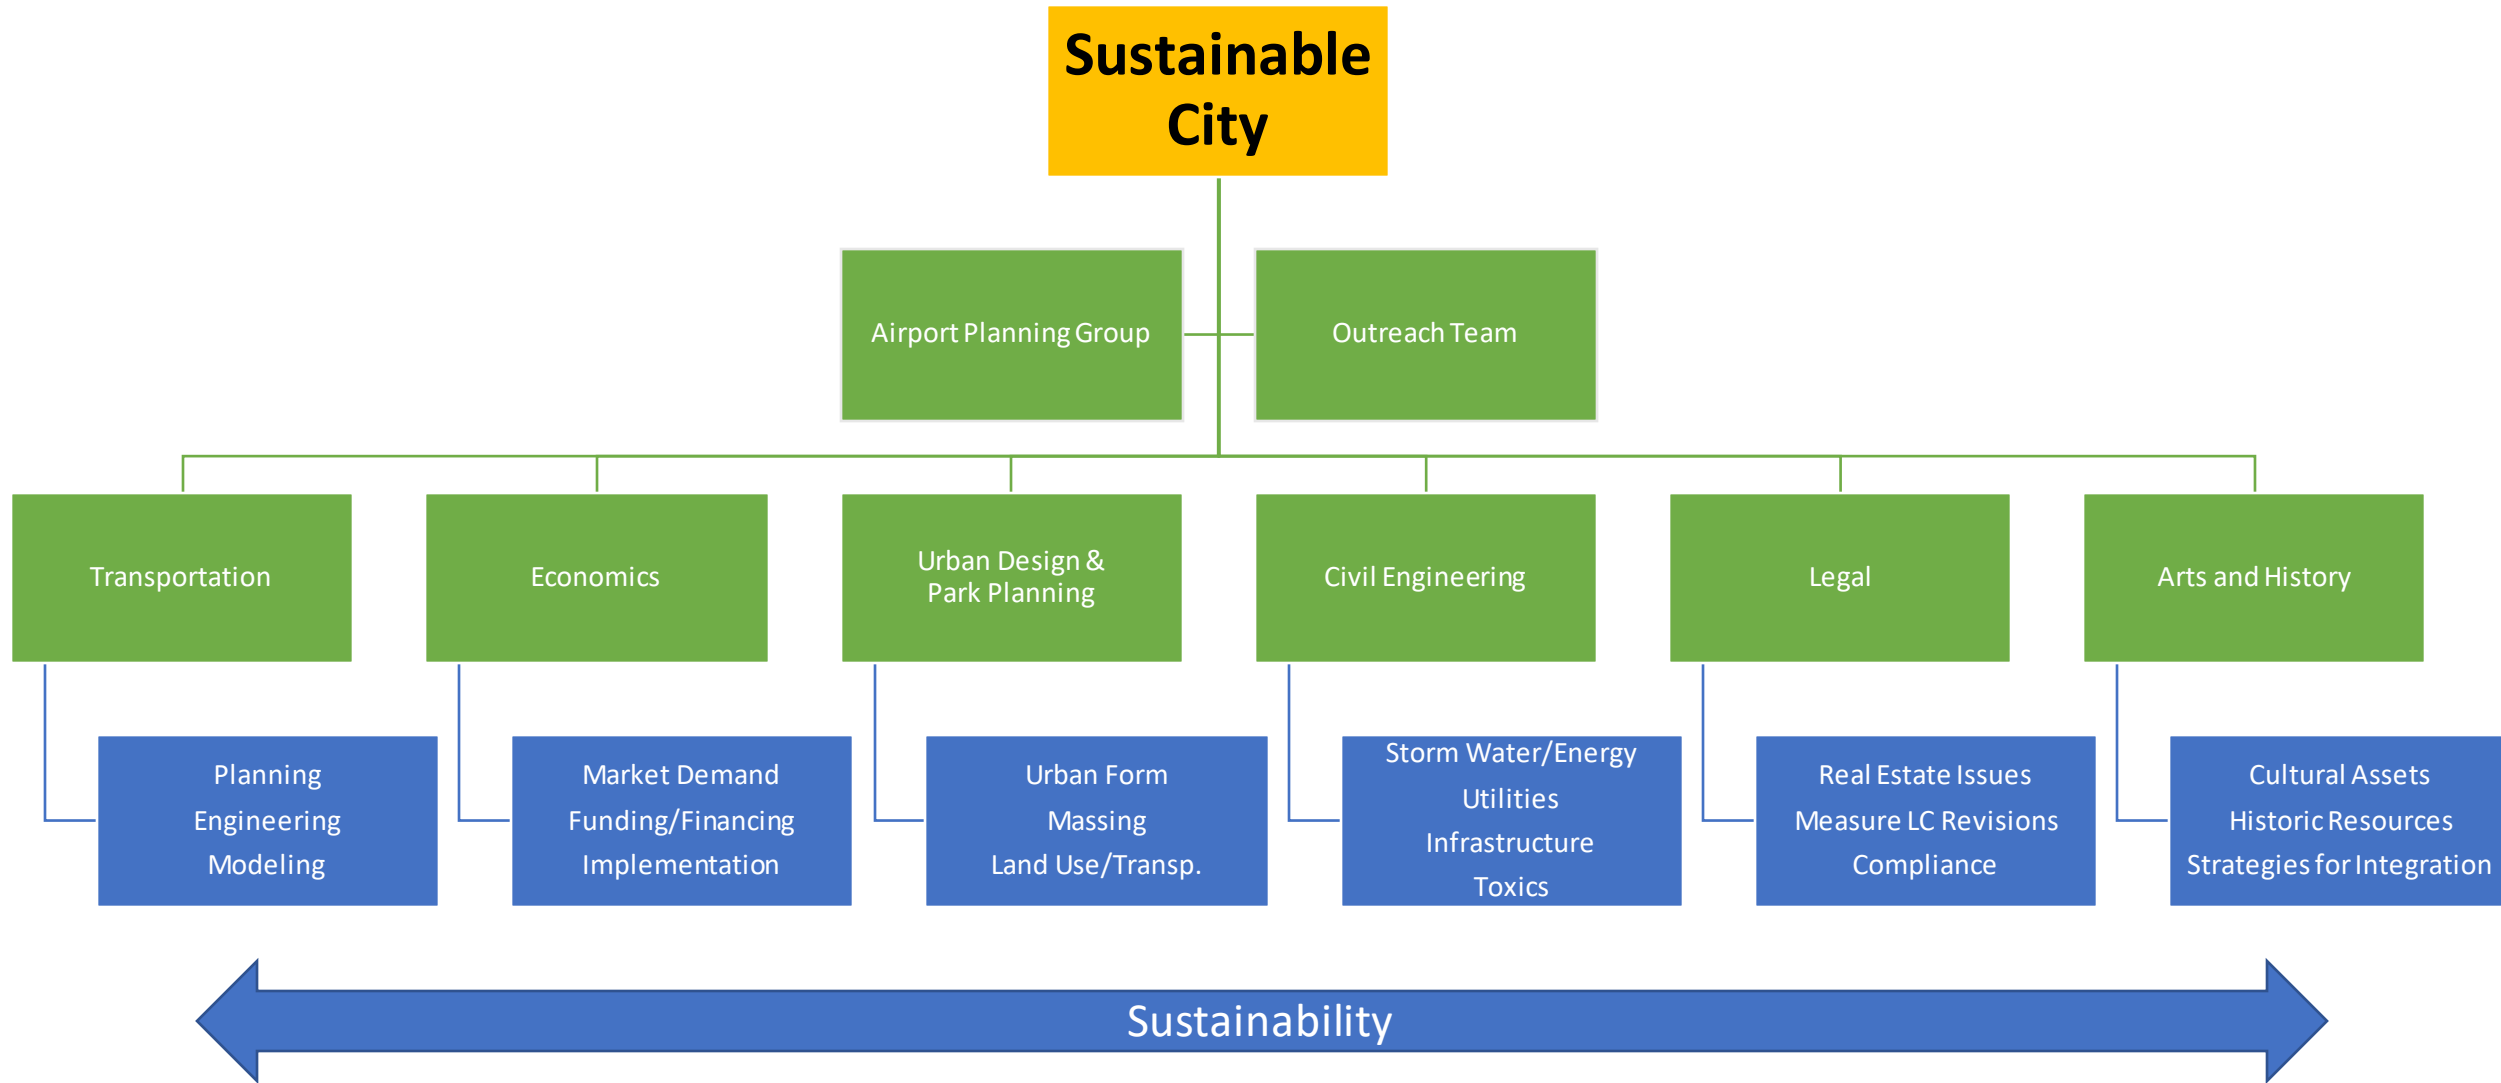 Sustainable
City
Airport Planning Group
Outreach Team
Transportation
Economics
Urban Design &
Park Planning
Civil Engineering
Legal
Arts and History
Planning
Engineering
Modeling
Market Demand
Funding/Financing
Implementation
Urban Form
Massing
Land Use/Transp.
Storm Water/Energy
Utilities
Infrastructure
Toxics
Real Estate Issues
Measure LC Revisions
Compliance
Cultural Assets
Historic Resources
Strategies for Integration
Sustainability